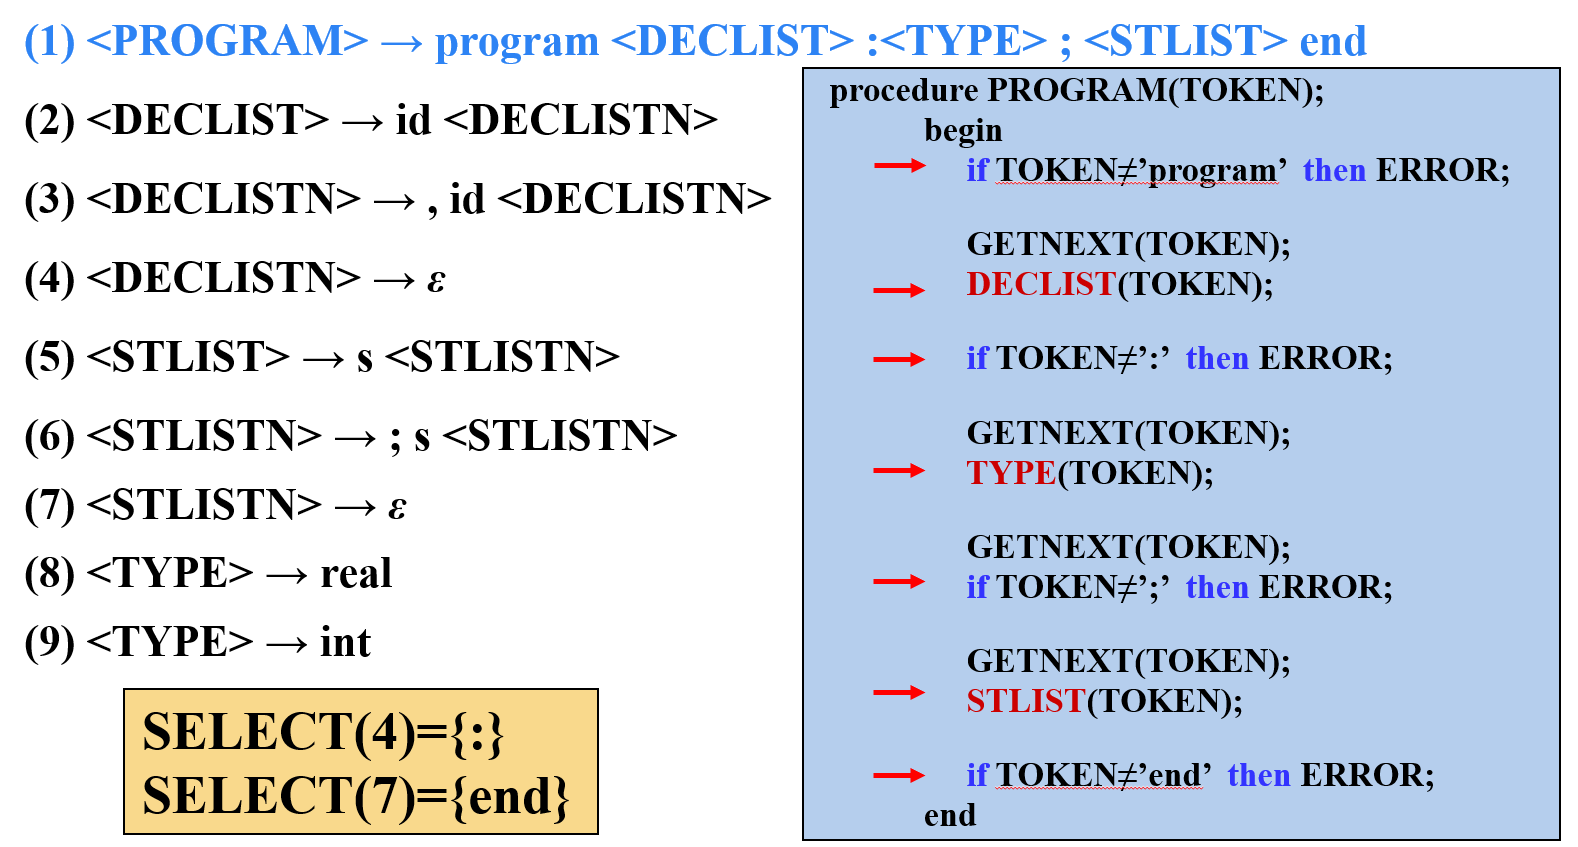 (1) <PROGRAM> → program <DECLIST> :<TYPE> ; <STLIST> end
(2) <DECLIST> → id <DECLISTN>
(3) <DECLISTN> → , id <DECLISTN>
(4) <DECLISTN> → ε
(5) <STLIST> → s <STLISTN>
(6) <STLISTN> → ; s <STLISTN>
(7) <STLISTN> → ε
(8) <TYPE> → real
(9) <TYPE> → int
SELECT(4)={:}
SELECT(7)={end}
procedure PROGRAM(TOKEN);
begin
if TOKEN≠’program’ then ERROR;
GETNEXT(TOKEN);
DECLIST(TOKEN);
if TOKEN≠’:’ then ERROR;
GETNEXT(TOKEN);
TYPE(TOKEN);
GETNEXT(TOKEN);
if TOKEN≠’;’ then ERROR;
GETNEXT(TOKEN);
STLIST(TOKEN);
if TOKEN≠’end’ then ERROR;
end